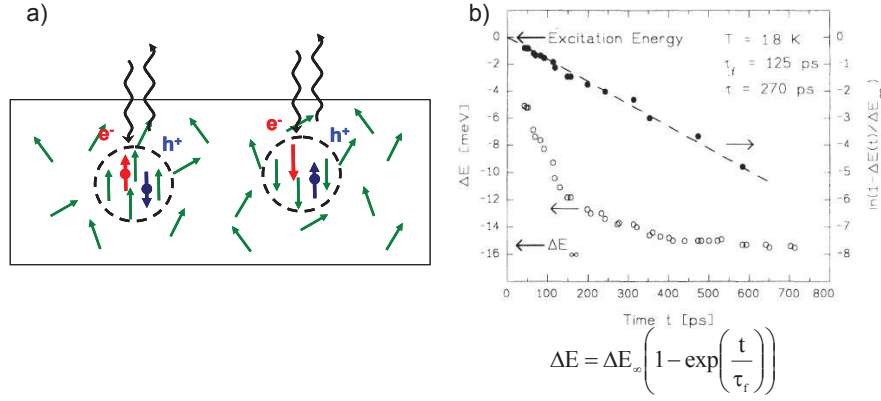 a)
e-
h+
e-
h+
b)
Excitation Energy
T = 18 K
τf = 125 ps
τ = 270 ps
0
-2
-4
-6
-8
-10
-12
-14
-16
ΔE [meV]
ΔE∞
0
-1
-2
-3
-4
-5
-6
-7
-8
ln(1-ΔE(t)/ΔE∞)
0 100 200 300 400 500 600 700 800
Time t [ps]
ΔE = ΔE∞(1 − exp(t/τf))